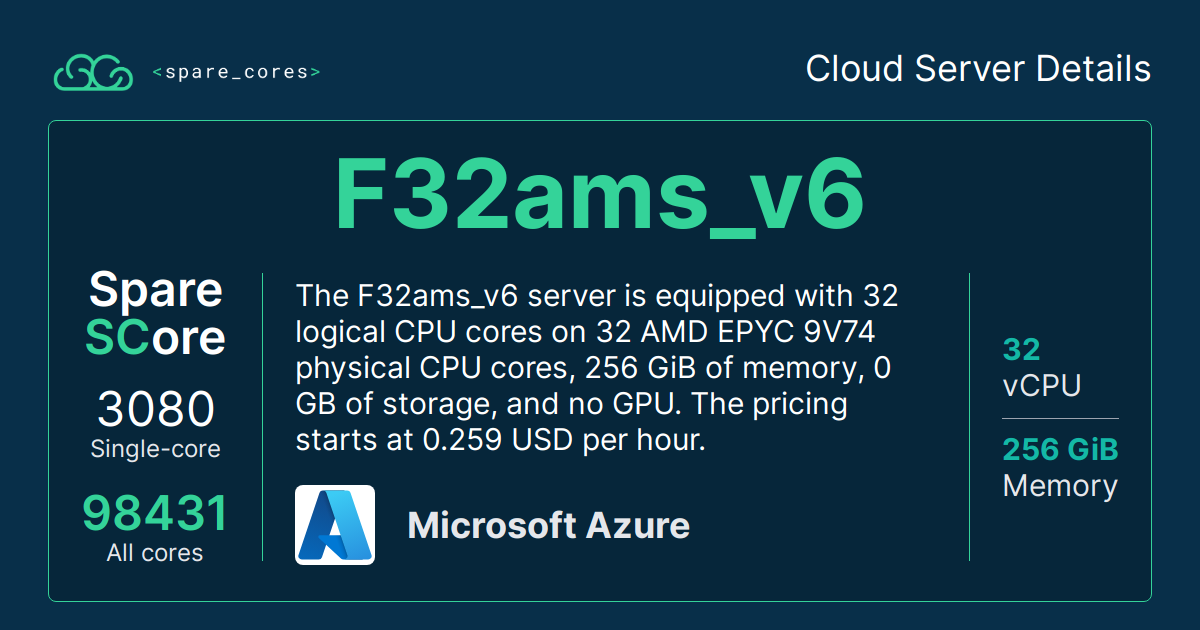 <spare_cores>
Cloud Server Details
F32ams_v6
Spare
SCore
3080
Single-core
98431
All cores
The F32ams_v6 server is equipped with 32
logical CPU cores on 32 AMD EPYC 9V74
physical CPU cores, 256 GiB of memory, 0
GB of storage, and no GPU. The pricing
starts at 0.259 USD per hour.
Microsoft Azure
32
vCPU
256 GiB
Memory